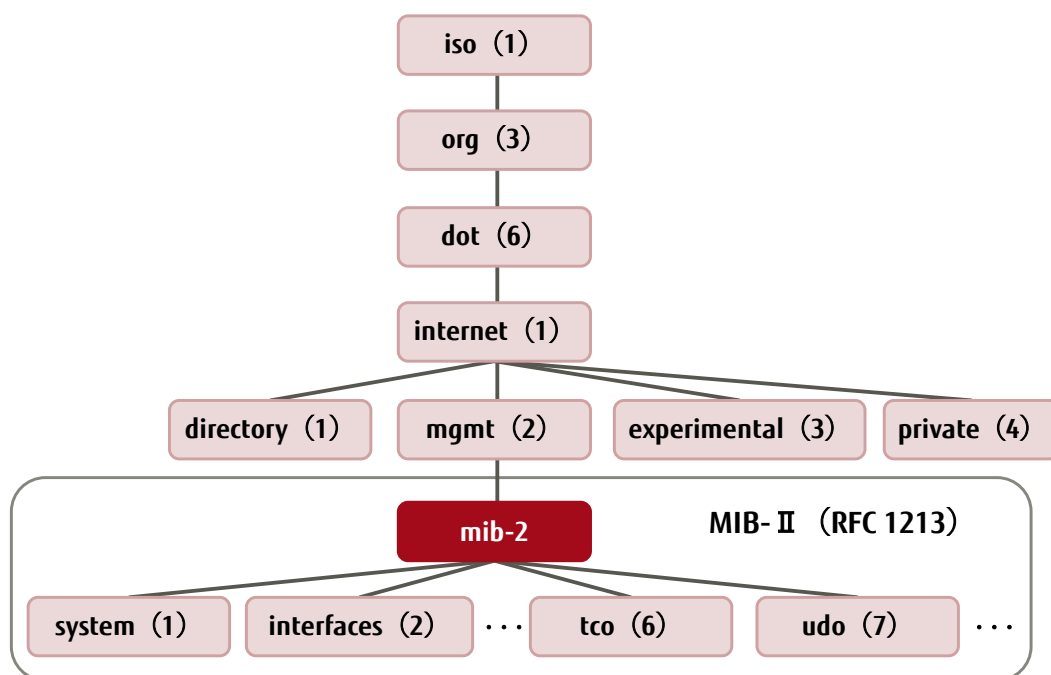 iso（1）
org（3）
dot（6）
internet（1）
directory（1） mgmt（2） experimental（3） private（4）
mib-2 MIB-Ⅱ（RFC 1213）
system（1） interfaces（2） ··· tco（6） udo（7） ···